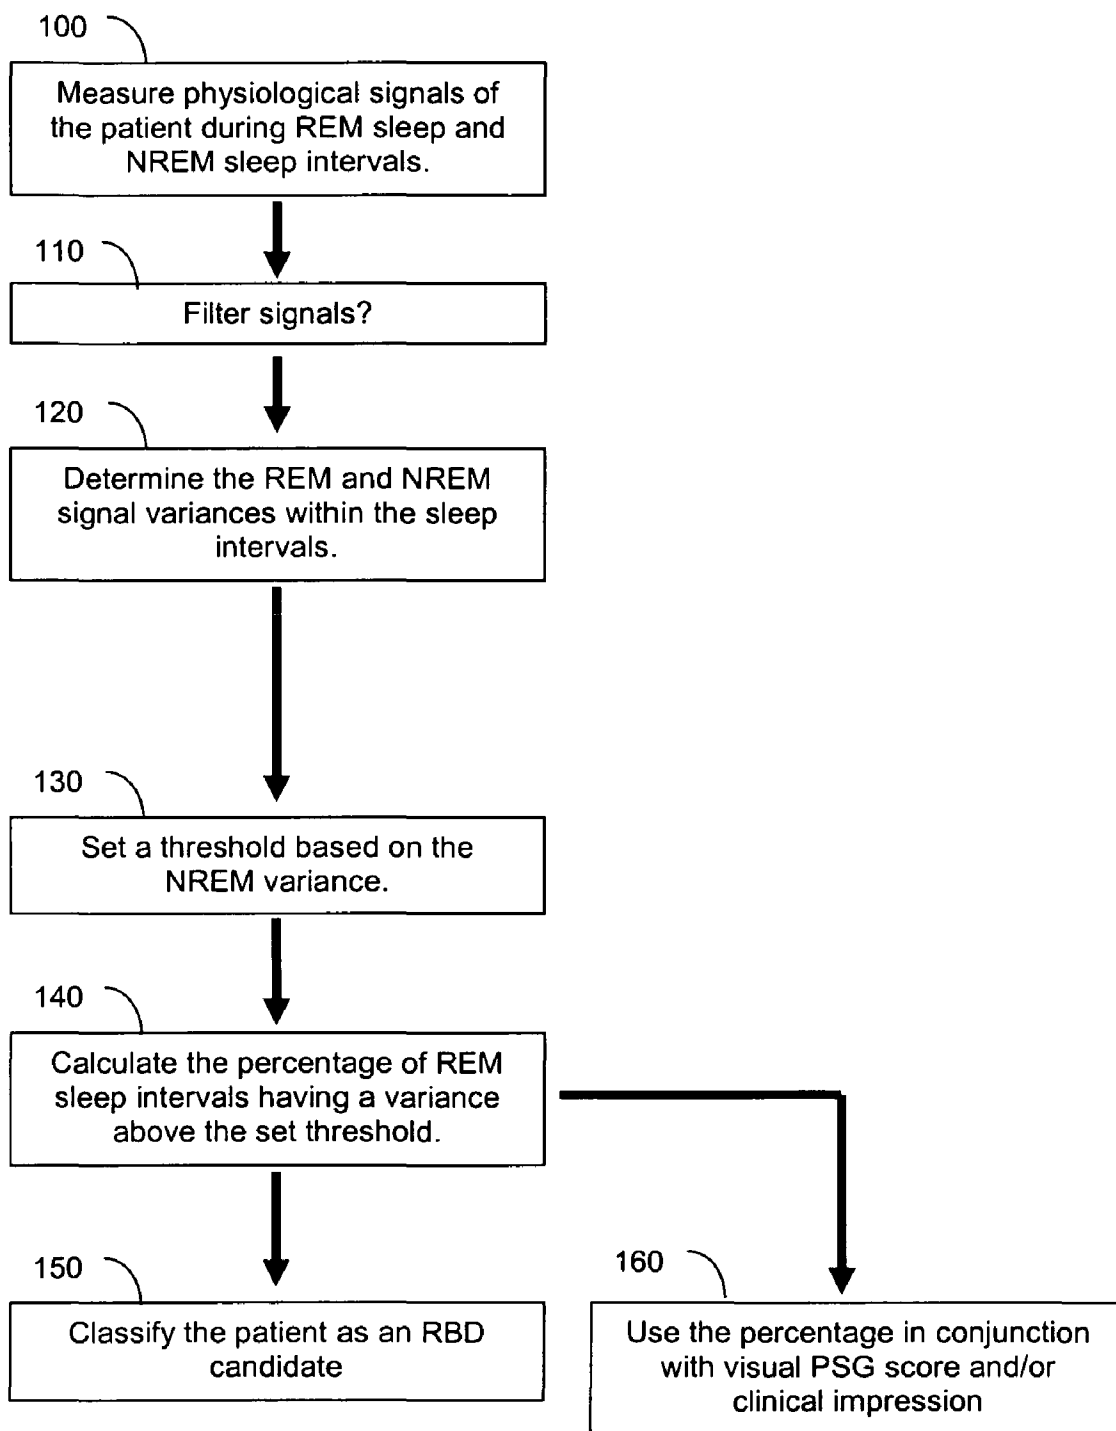 100
Measure physiological signals of
the patient during REM sleep and
NREM sleep intervals.
110
Filter signals?
120
Determine the REM and NREM
signal variances within the sleep
intervals.
130
Set a threshold based on the
NREM variance.
140
Calculate the percentage of REM
sleep intervals having a variance
above the set threshold.
150
Classify the patient as an RBD
candidate
160
Use the percentage in conjunction
with visual PSG score and/or
clinical impression